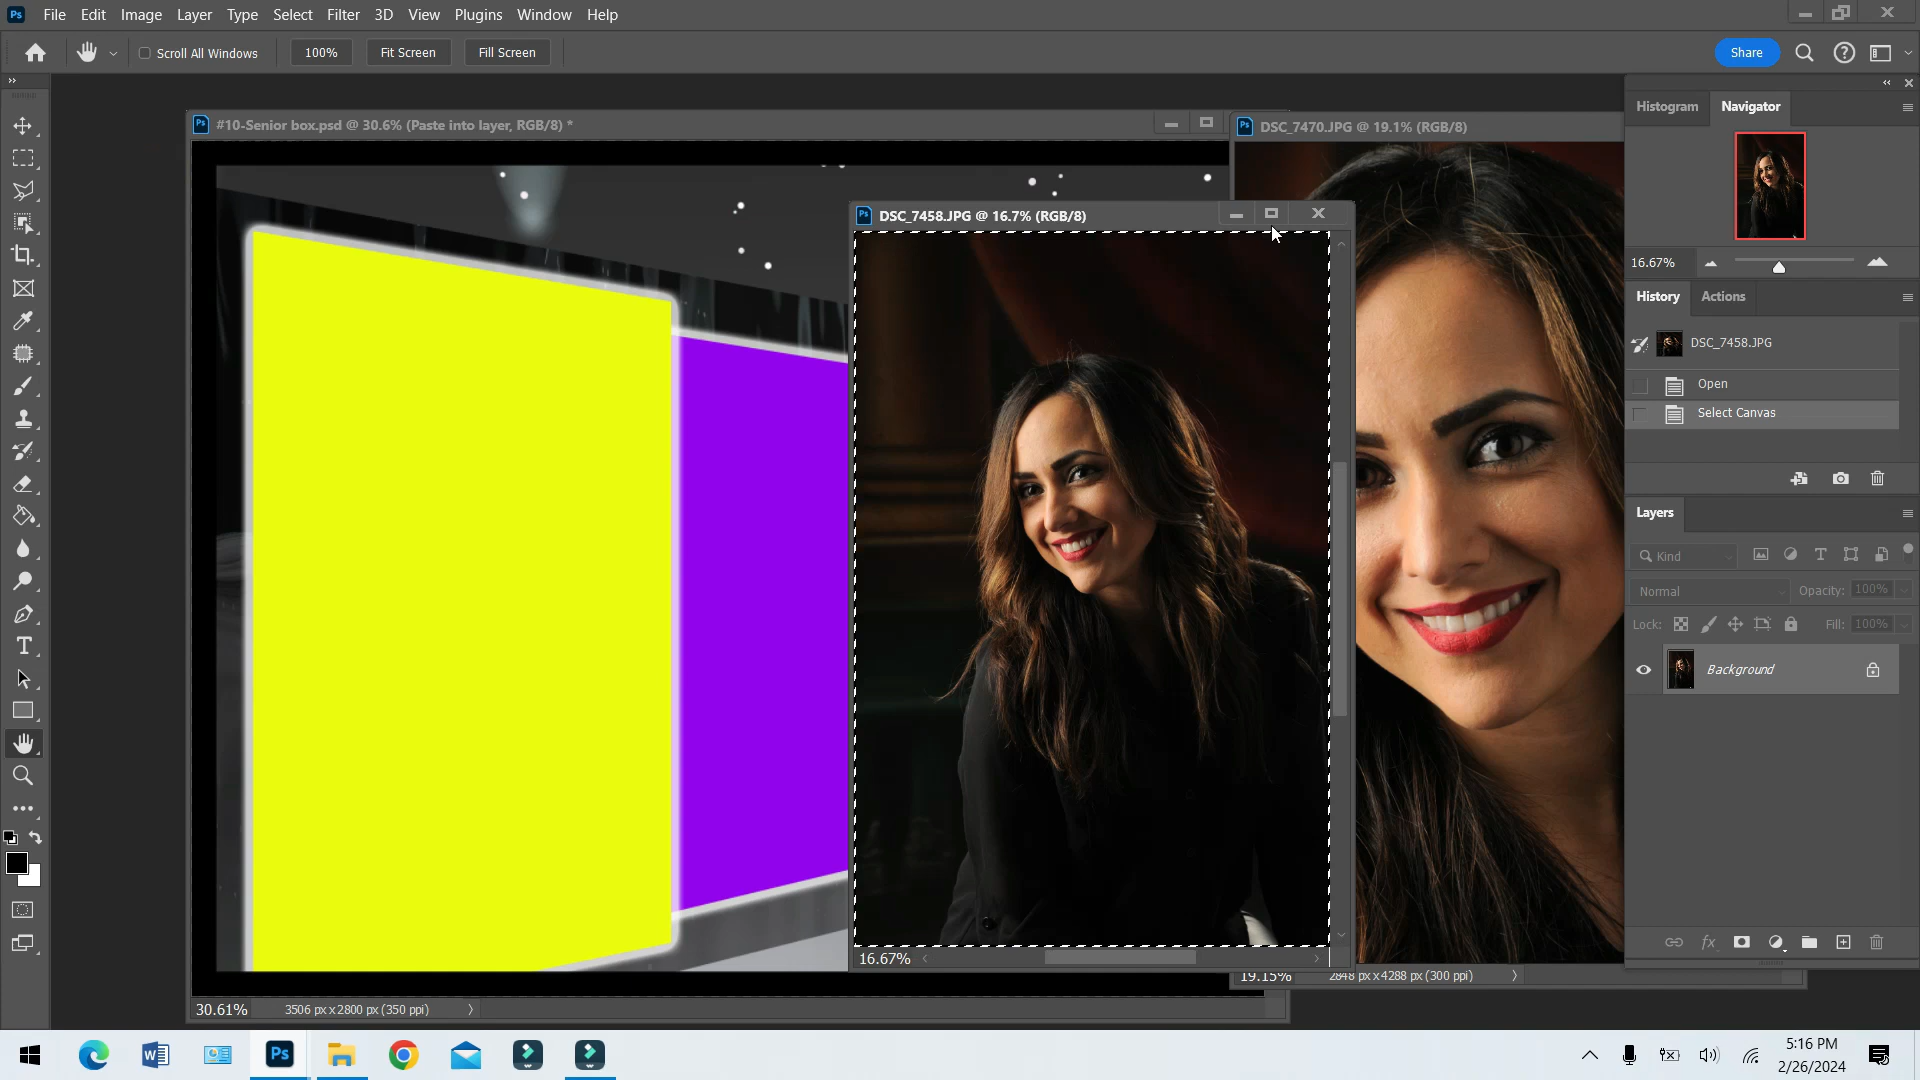 Ps File Edit Image Layer Type Select Filter 3D View Plugins Window Help
Scroll All Windows 100% Fit Screen Fill Screen Share
Ps #10-Senior box.psd @ 30.6% (Paste into layer, RGB/8) *
Ps DSC_7470.JPG @ 19.1% (RGB/8)
Ps DSC_7458.JPG @ 16.7% (RGB/8)
Histogram Navigator
16.67%
History Actions
DSC_7458.JPG
Open
Select Canvas
Layers
Kind
Normal Opacity: 100%
Lock: Fill: 100%
Background
16.67%
19.15% 2848 px x 4288 px (300 ppi)
30.61% 3506 px x 2800 px (350 ppi)
Ps
5:16 PM
2/26/2024